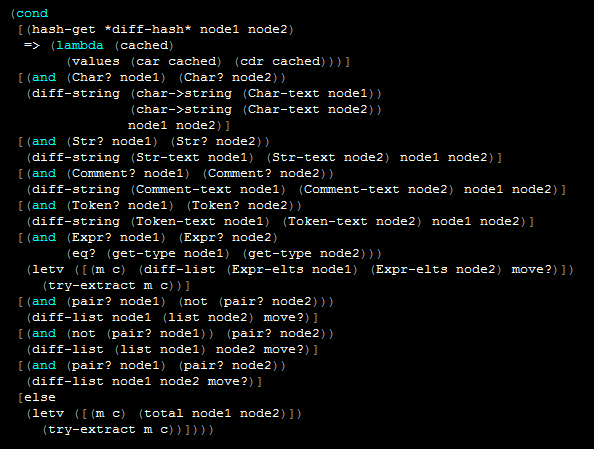 (cond
 [(hash-get *diff-hash* node1 node2)
  => (lambda (cached)
       (values (car cached) (cdr cached)))]
 [(and (Char? node1) (Char? node2))
  (diff-string (char->string (Char-text node1))
               (char->string (Char-text node2))
               node1 node2)]
 [(and (Str? node1) (Str? node2))
  (diff-string (Str-text node1) (Str-text node2) node1 node2)]
 [(and (Comment? node1) (Comment? node2))
  (diff-string (Comment-text node1) (Comment-text node2) node1 node2)]
 [(and (Token? node1) (Token? node2))
  (diff-string (Token-text node1) (Token-text node2) node1 node2)]
 [(and (Expr? node1) (Expr? node2)
       (eq? (get-type node1) (get-type node2)))
  (letv ([(m c) (diff-list (Expr-elts node1) (Expr-elts node2) move?)])
    (try-extract m c))]
 [(and (pair? node1) (not (pair? node2)))
  (diff-list node1 (list node2) move?)]
 [(and (not (pair? node1)) (pair? node2))
  (diff-list (list node1) node2 move?)]
 [(and (pair? node1) (pair? node2))
  (diff-list node1 node2 move?)]
 [else
  (letv ([(m c) (total node1 node2)])
    (try-extract m c))])))